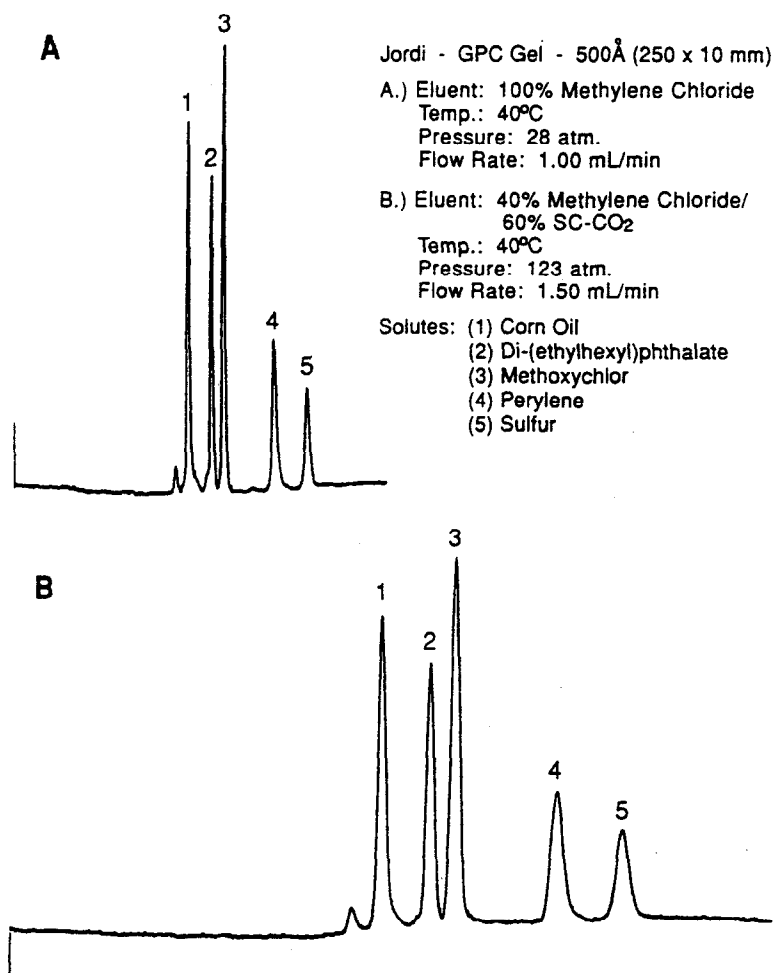 A
1
2
3
4
5
Jordi - GPC Gel - 500Å (250 x 10 mm)
A.) Eluent: 100% Methylene Chloride
Temp.: 40ºC
Pressure: 28 atm.
Flow Rate: 1.00 mL/min
B.) Eluent: 40% Methylene Chloride/
60% SC-CO₂
Temp.: 40ºC
Pressure: 123 atm.
Flow Rate: 1.50 mL/min
Solutes: (1) Corn Oil
(2) Di-(ethylhexyl)phthalate
(3) Methoxychlor
(4) Perylene
(5) Sulfur
B
1
2
3
4
5